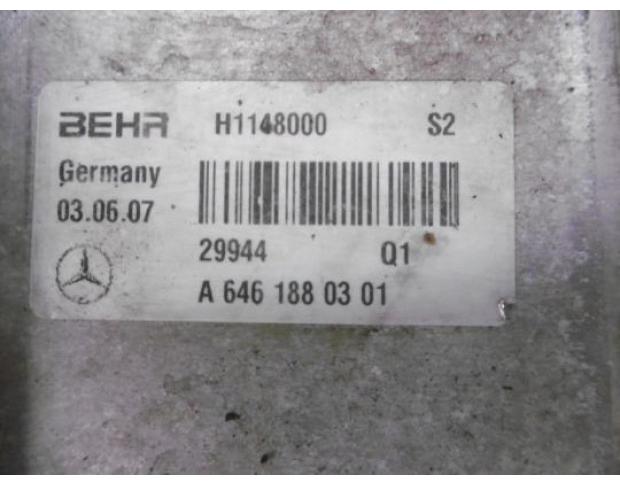 BEHR H1148000 S2
Germany
03.06.07
29944 Q1
A 646 188 03 01